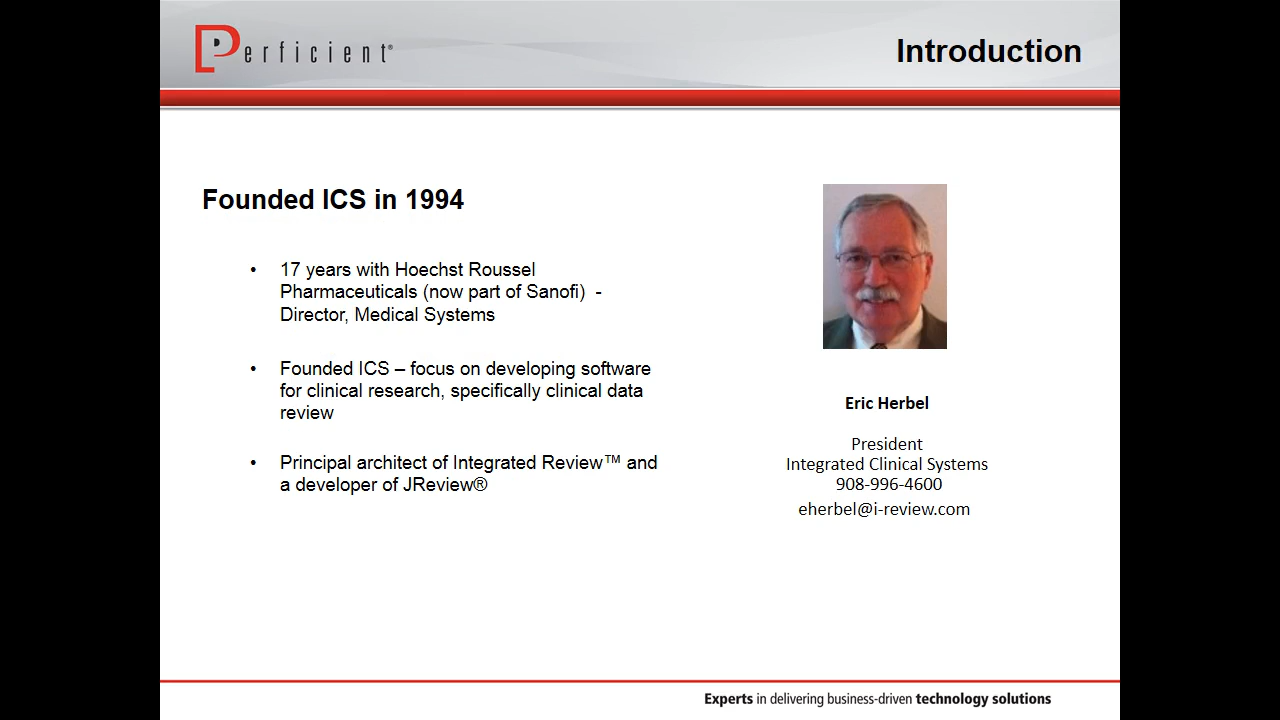 Perficient®
Introduction
Founded ICS in 1994
• 17 years with Hoechst Roussel
Pharmaceuticals (now part of Sanofi) -
Director, Medical Systems
• Founded ICS – focus on developing software
for clinical research, specifically clinical data
review
• Principal architect of Integrated Review™ and
a developer of JReview®
Eric Herbel
President
Integrated Clinical Systems
908-996-4600
eherbel@i-review.com
Experts in delivering business-driven technology solutions